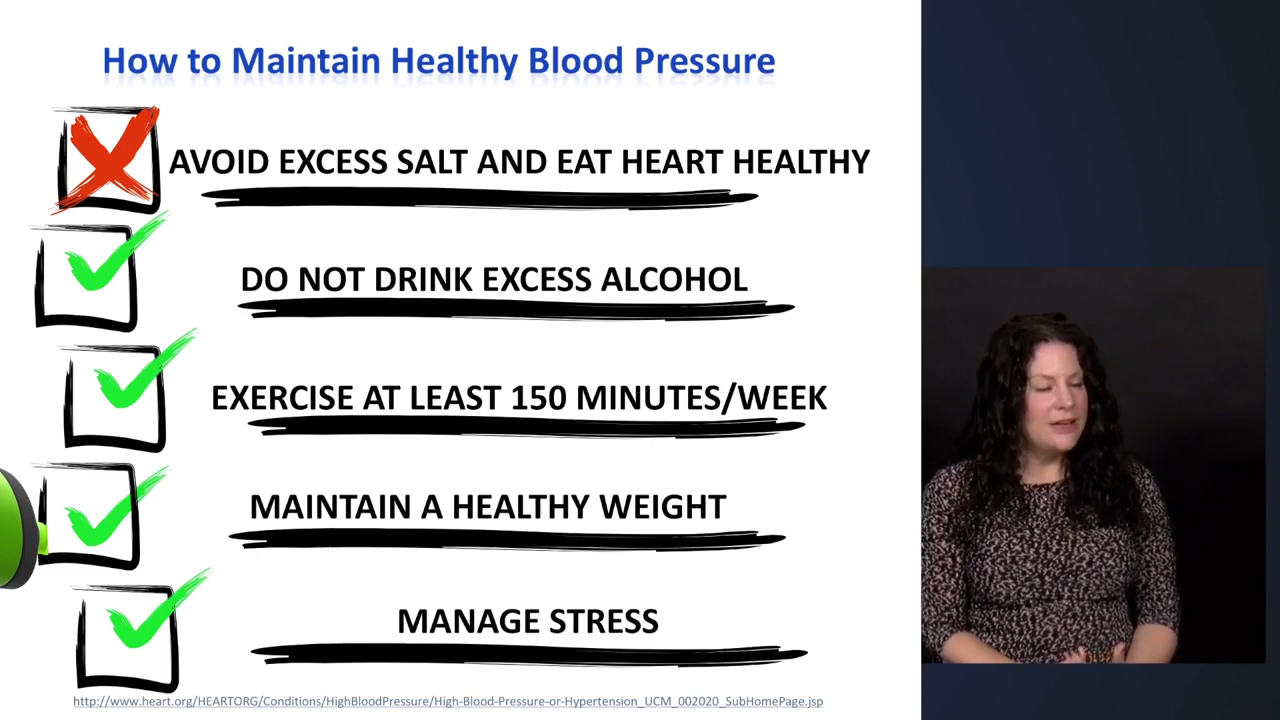 How to Maintain Healthy Blood Pressure
AVOID EXCESS SALT AND EAT HEART HEALTHY
DO NOT DRINK EXCESS ALCOHOL
EXERCISE AT LEAST 150 MINUTES/WEEK
MAINTAIN A HEALTHY WEIGHT
MANAGE STRESS
http://www.heart.org/HEARTORG/Conditions/HighBloodPressure/High-Blood-Pressure-or-Hypertension_UCM_002020_SubHomePage.jsp